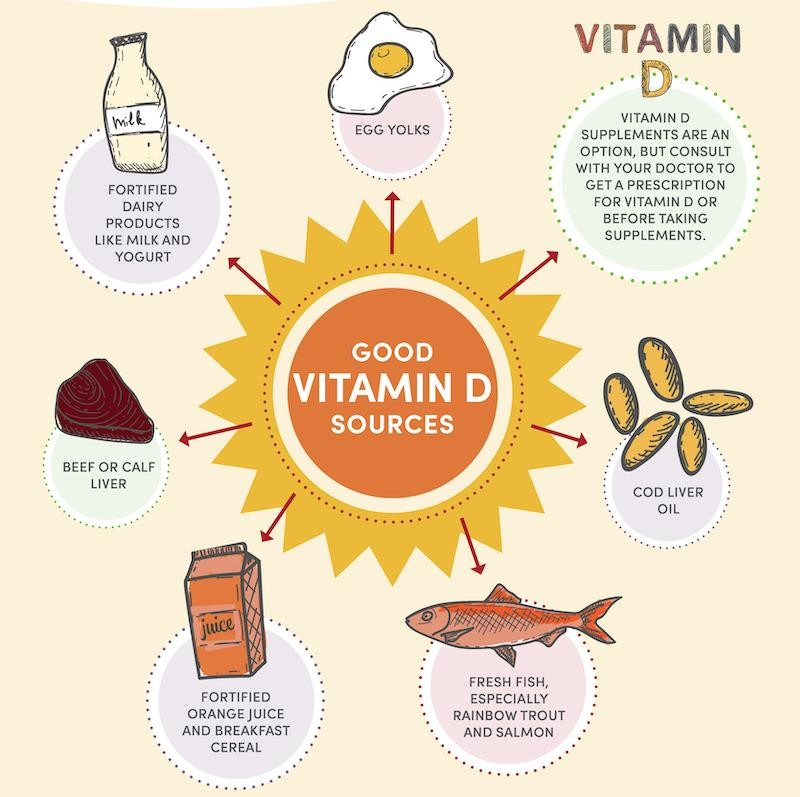 GOOD
VITAMIN D
SOURCES
milk
FORTIFIED
DAIRY
PRODUCTS
LIKE MILK AND
YOGURT
EGG YOLKS
VITAMIN
D
VITAMIN D
SUPPLEMENTS ARE AN
OPTION, BUT CONSULT
WITH YOUR DOCTOR TO
GET A PRESCRIPTION
FOR VITAMIN D OR
BEFORE TAKING
SUPPLEMENTS.
BEEF OR CALF
LIVER
COD LIVER
OIL
juice
FORTIFIED
ORANGE JUICE
AND BREAKFAST
CEREAL
FRESH FISH,
ESPECIALLY
RAINBOW TROUT
AND SALMON